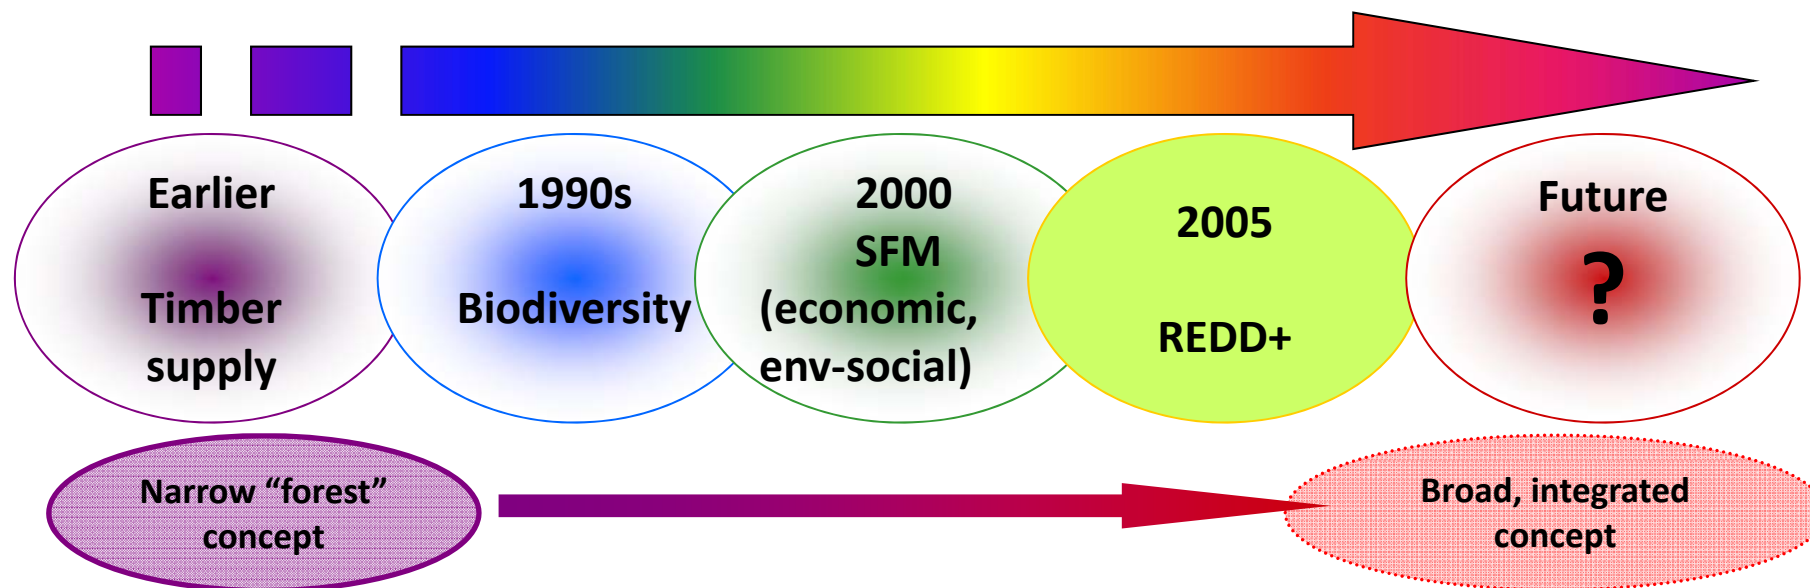 Earlier
Timber
supply
1990s
Biodiversity
2000
SFM
(economic,
env-social)
2005
REDD+
Future
?
Narrow “forest”
concept
Broad, integrated
concept